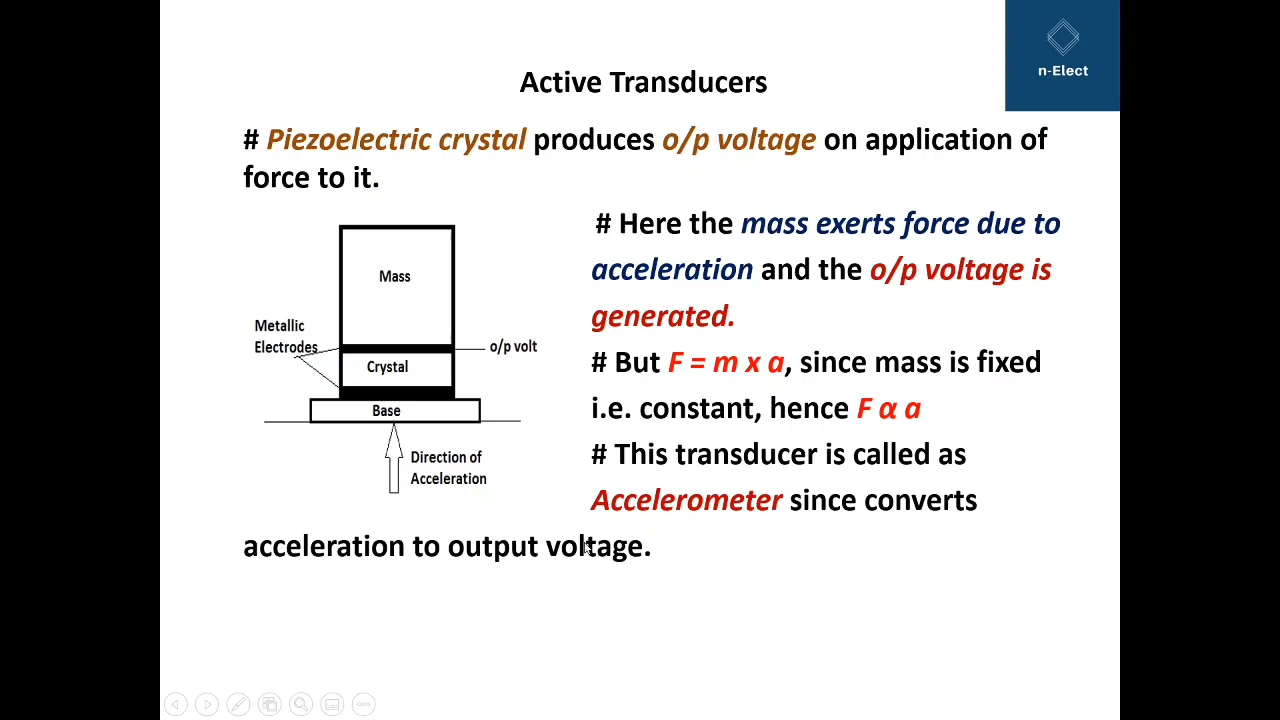 n-Elect
Active Transducers
# Piezoelectric crystal produces o/p voltage on application of
force to it.
# Here the mass exerts force due to
acceleration and the o/p voltage is
generated.
# But F = m x a, since mass is fixed
i.e. constant, hence F α a
# This transducer is called as
Accelerometer since converts
acceleration to output voltage.
Mass
Metallic
Electrodes
o/p volt
Crystal
Base
Direction of
Acceleration